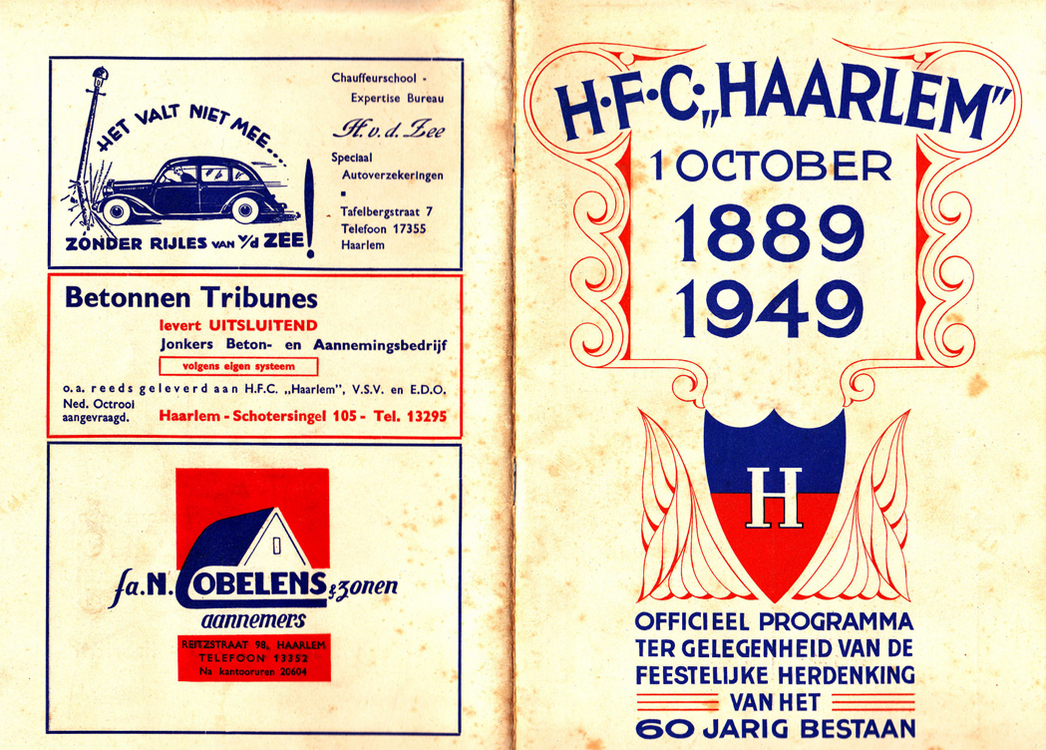 HET VALT NIET MEE....
ZONDER RIJLES VAN V/d ZEE!
Chauffeurschool -
Expertise Bureau
H. v. d. Zee
Speciaal
Autoverzekeringen
Tafelbergstraat 7
Telefoon 17355
Haarlem
Betonnen Tribunes
levert UITSLUITEND
Jonkers Beton- en Aannemingsbedrijf
volgens eigen systeem
o.a. reeds geleverd aan H.F.C. „Haarlem", V.S.V. en E.D.O.
Ned. Octrooi
aangevraagd.
Haarlem - Schotersingel 105 - Tel. 13295
fa. N. COBELENS & zonen
aannemers
REITZSTRAAT 98, HAARLEM
TELEFOON 13352
Na kantooruren 20604
H·F·C· „HAARLEM"
1 OCTOBER
1889
1949
H
OFFICIEEL PROGRAMMA
TER GELEGENHEID VAN DE
FEESTELIJKE HERDENKING
VAN HET
60 JARIG BESTAAN